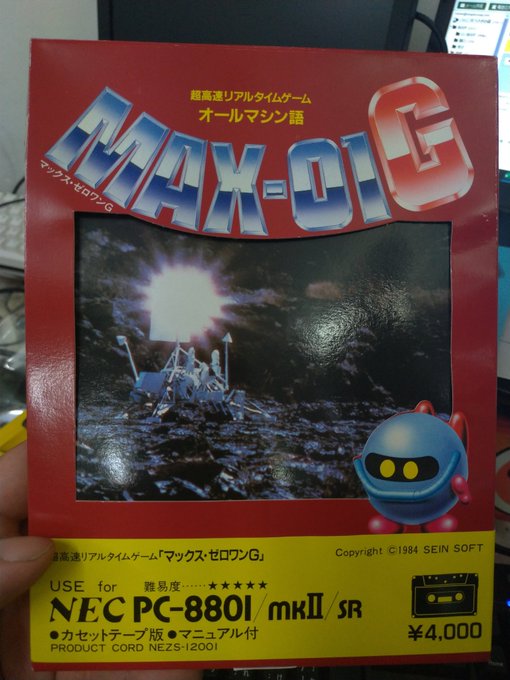 超高速リアルタイムゲーム
オールマシン語
MAX-01G
マックス・ゼロワンG
超高速リアルタイムゲーム「マックス・ゼロワンG」
Copyright ©1984 SEIN SOFT
USE for 難易度……★★★★★
NEC PC-8801/mkII/SR
●カセットテープ版●マニュアル付
¥4,000
PRODUCT CORD NEZS-12001